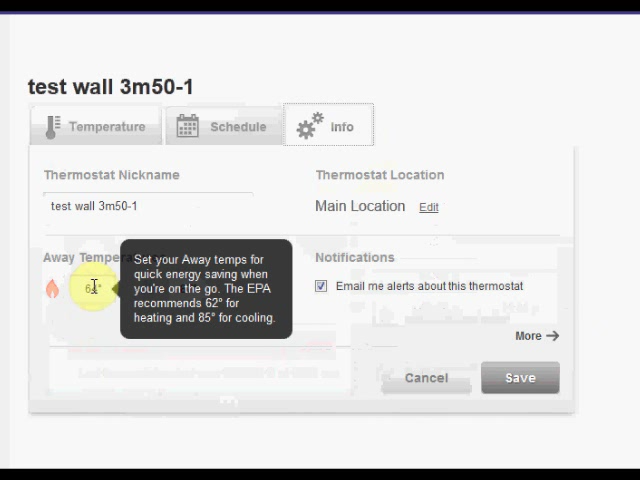 test wall 3m50-1
Temperature
Schedule
Info
Thermostat Nickname
Thermostat Location
test wall 3m50-1
Main Location Edit
Away
Set your Away temps for
quick energy saving when
you're on the go. The EPA
recommends 62° for
heating and 85° for cooling.
Notifications
Email me alerts about this thermostat
More →
Cancel
Save